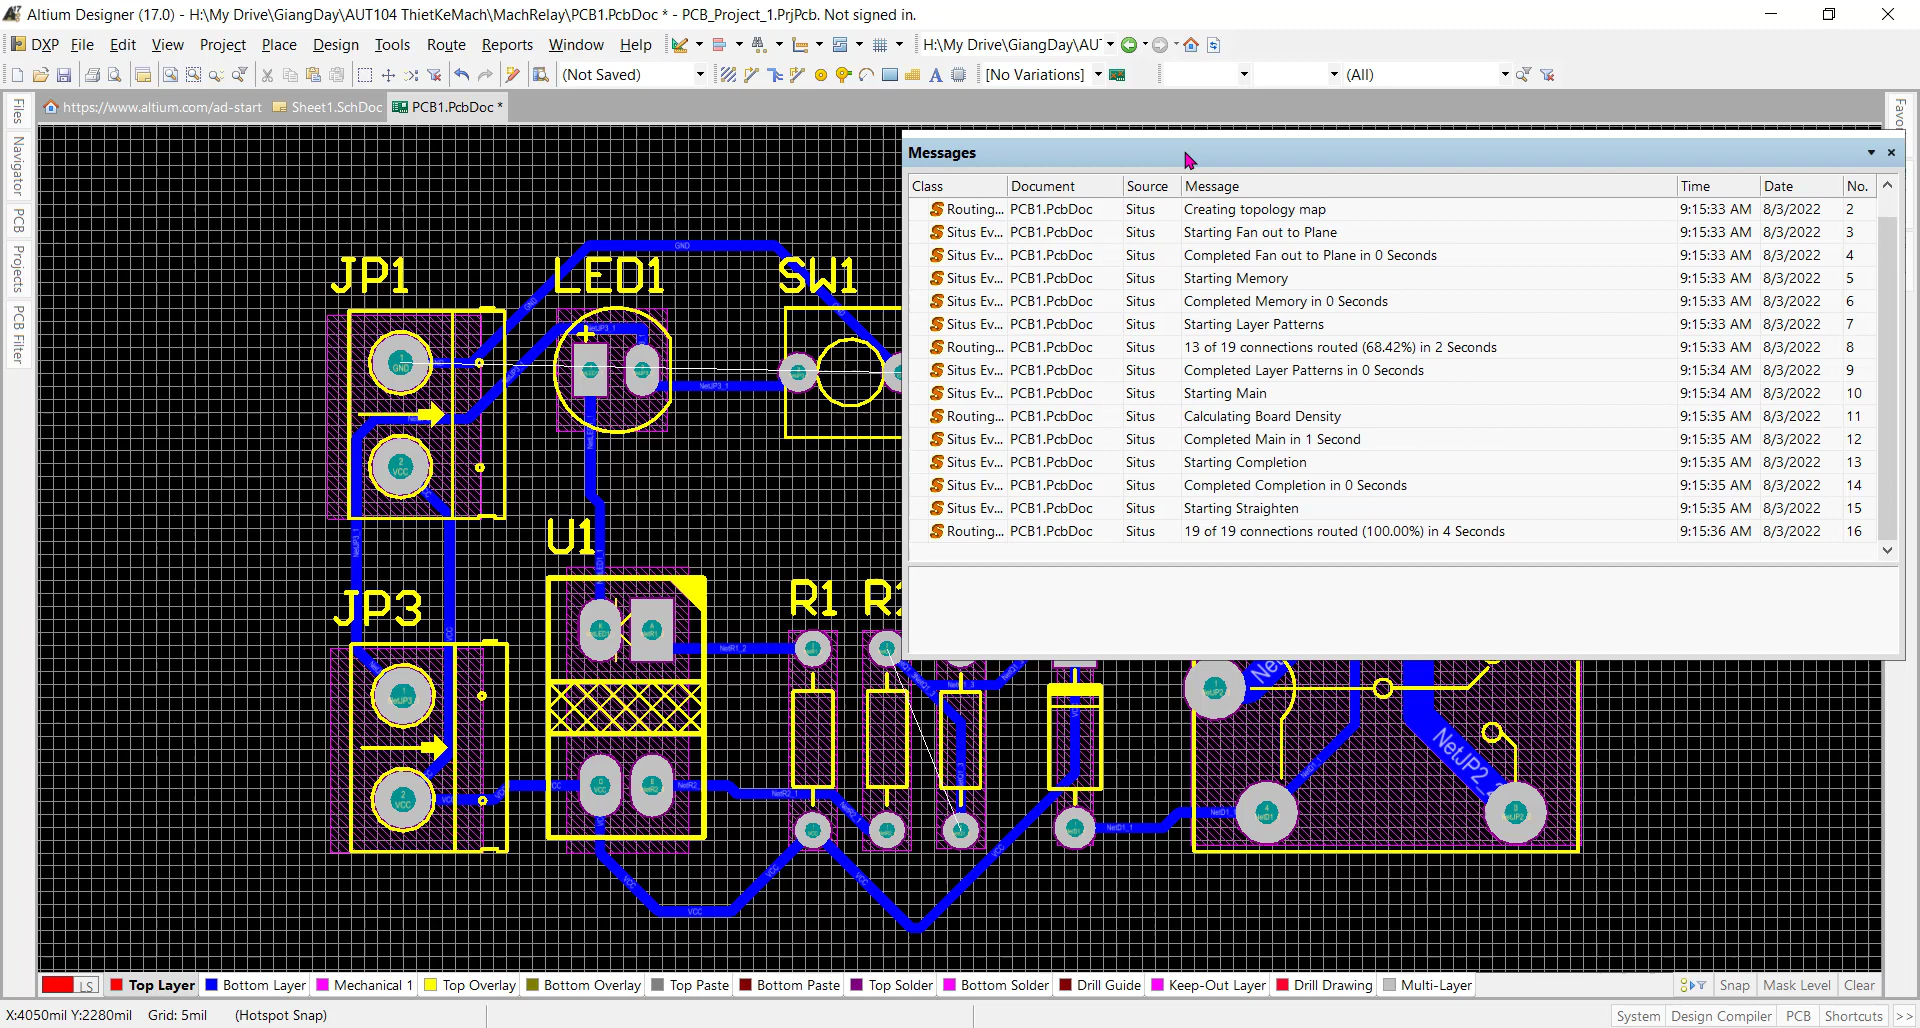 Altium Designer (17.0) - H:\My Drive\GiangDay\AUT104 ThietKeMach\MachRelay\PCB1.PcbDoc * - PCB_Project_1.PrjPcb. Not signed in.
DXP File Edit View Project Place Design Tools Route Reports Window Help H:\My Drive\GiangDay\AU
(Not Saved) [No Variations] (All)
Files
Navigator
PCB
Projects
PCB Filter
https://www.altium.com/ad-start Sheet1.SchDoc PCB1.PcbDoc *
Messages
Class Document Source Message Time Date No.
Routing... PCB1.PcbDoc Situs Creating topology map 9:15:33 AM 8/3/2022 2
Situs Ev... PCB1.PcbDoc Situs Starting Fan out to Plane 9:15:33 AM 8/3/2022 3
Situs Ev... PCB1.PcbDoc Situs Completed Fan out to Plane in 0 Seconds 9:15:33 AM 8/3/2022 4
Situs Ev... PCB1.PcbDoc Situs Starting Memory 9:15:33 AM 8/3/2022 5
Situs Ev... PCB1.PcbDoc Situs Completed Memory in 0 Seconds 9:15:33 AM 8/3/2022 6
Situs Ev... PCB1.PcbDoc Situs Starting Layer Patterns 9:15:33 AM 8/3/2022 7
Routing... PCB1.PcbDoc Situs 13 of 19 connections routed (68.42%) in 2 Seconds 9:15:33 AM 8/3/2022 8
Situs Ev... PCB1.PcbDoc Situs Completed Layer Patterns in 0 Seconds 9:15:34 AM 8/3/2022 9
Situs Ev... PCB1.PcbDoc Situs Starting Main 9:15:34 AM 8/3/2022 10
Routing... PCB1.PcbDoc Situs Calculating Board Density 9:15:35 AM 8/3/2022 11
Situs Ev... PCB1.PcbDoc Situs Completed Main in 1 Second 9:15:35 AM 8/3/2022 12
Situs Ev... PCB1.PcbDoc Situs Starting Completion 9:15:35 AM 8/3/2022 13
Situs Ev... PCB1.PcbDoc Situs Completed Completion in 0 Seconds 9:15:35 AM 8/3/2022 14
Situs Ev... PCB1.PcbDoc Situs Starting Straighten 9:15:35 AM 8/3/2022 15
Routing... PCB1.PcbDoc Situs 19 of 19 connections routed (100.00%) in 4 Seconds 9:15:36 AM 8/3/2022 16
GND
JP1 LED1 SW1
1 GND
2 VCC
U1
JP3 R1
VCC
NetR1_2
NetJP2_2
LS Top Layer Bottom Layer Mechanical 1 Top Overlay Bottom Overlay Top Paste Bottom Paste Top Solder Bottom Solder Drill Guide Keep-Out Layer Drill Drawing Multi-Layer Snap Mask Level Clear
X:4050mil Y:2280mil Grid: 5mil (Hotspot Snap) System Design Compiler PCB Shortcuts >>